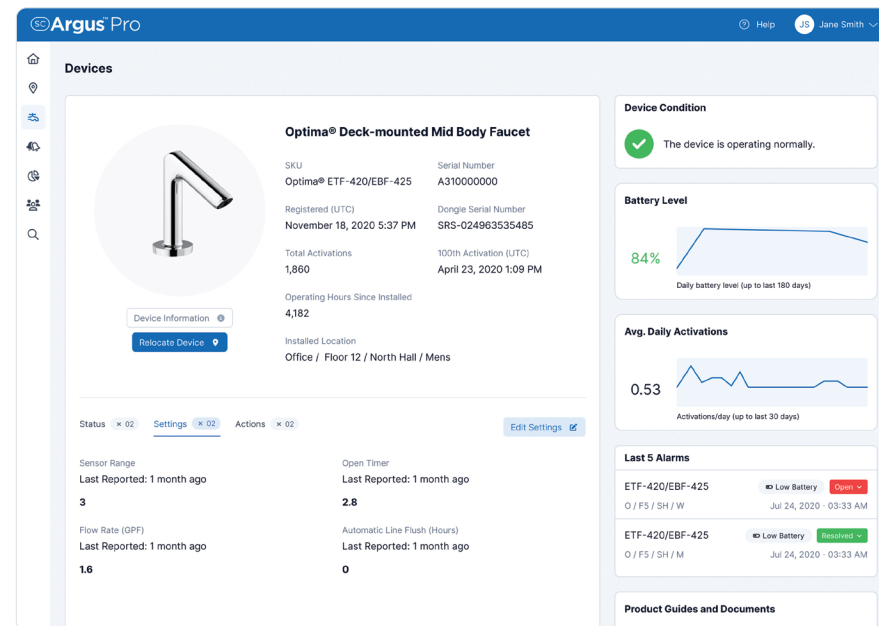 SC Argus™ Pro
Help
JS Jane Smith
Devices
Optima® Deck-mounted Mid Body Faucet
SKU
Optima® ETF-420/EBF-425
Serial Number
A310000000
Registered (UTC)
November 18, 2020 5:37 PM
Dongle Serial Number
SRS-024963535485
Total Activations
1,860
100th Activation (UTC)
April 23, 2020 1:09 PM
Operating Hours Since Installed
4,182
Installed Location
Office / Floor 12 / North Hall / Mens
Device Information
Relocate Device
Status × 02
Settings × 02
Actions × 02
Edit Settings
Sensor Range
Last Reported: 1 month ago
3
Open Timer
Last Reported: 1 month ago
2.8
Flow Rate (GPF)
Last Reported: 1 month ago
1.6
Automatic Line Flush (Hours)
Last Reported: 1 month ago
0
Device Condition
The device is operating normally.
Battery Level
84%
Daily battery level (up to last 180 days)
Avg. Daily Activations
0.53
Activations/day (up to last 30 days)
Last 5 Alarms
ETF-420/EBF-425 Low Battery Open
O / F5 / SH / W Jul 24, 2020 - 03:33 AM
ETF-420/EBF-425 Low Battery Resolved
O / F5 / SH / M Jul 24, 2020 - 03:33 AM
Product Guides and Documents